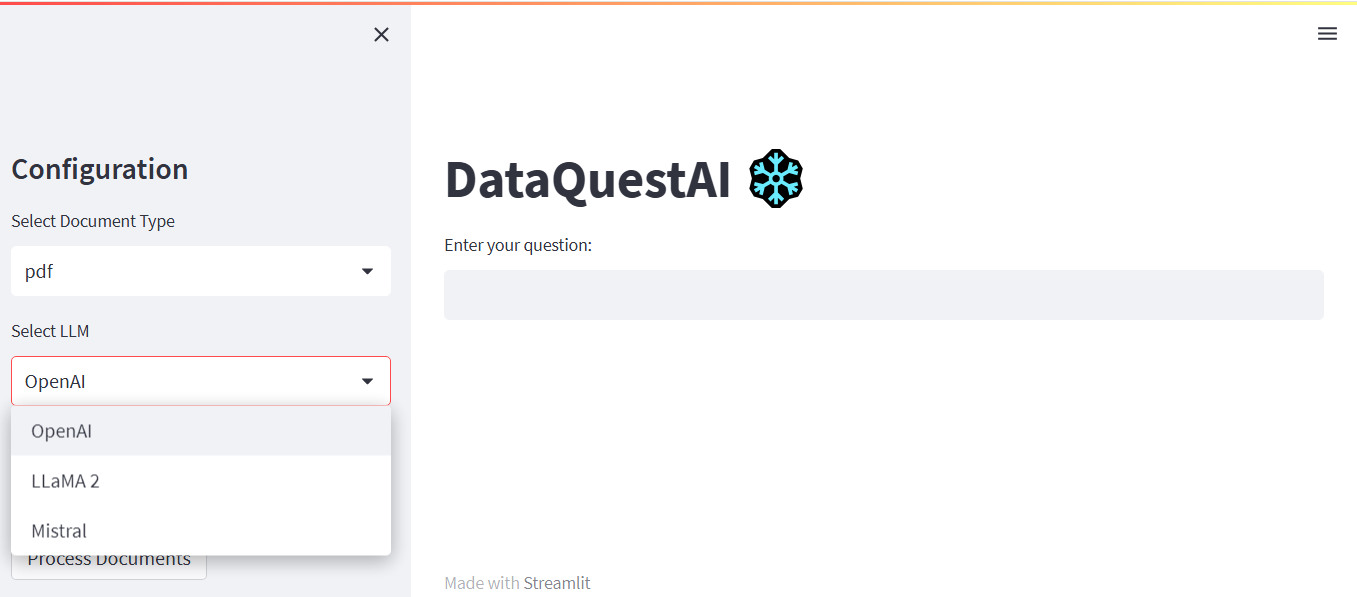 Configuration
Select Document Type
pdf
Select LLM
OpenAI
OpenAI
LLaMA 2
Mistral
Process Documents
DataQuestAI
Enter your question:
Made with Streamlit